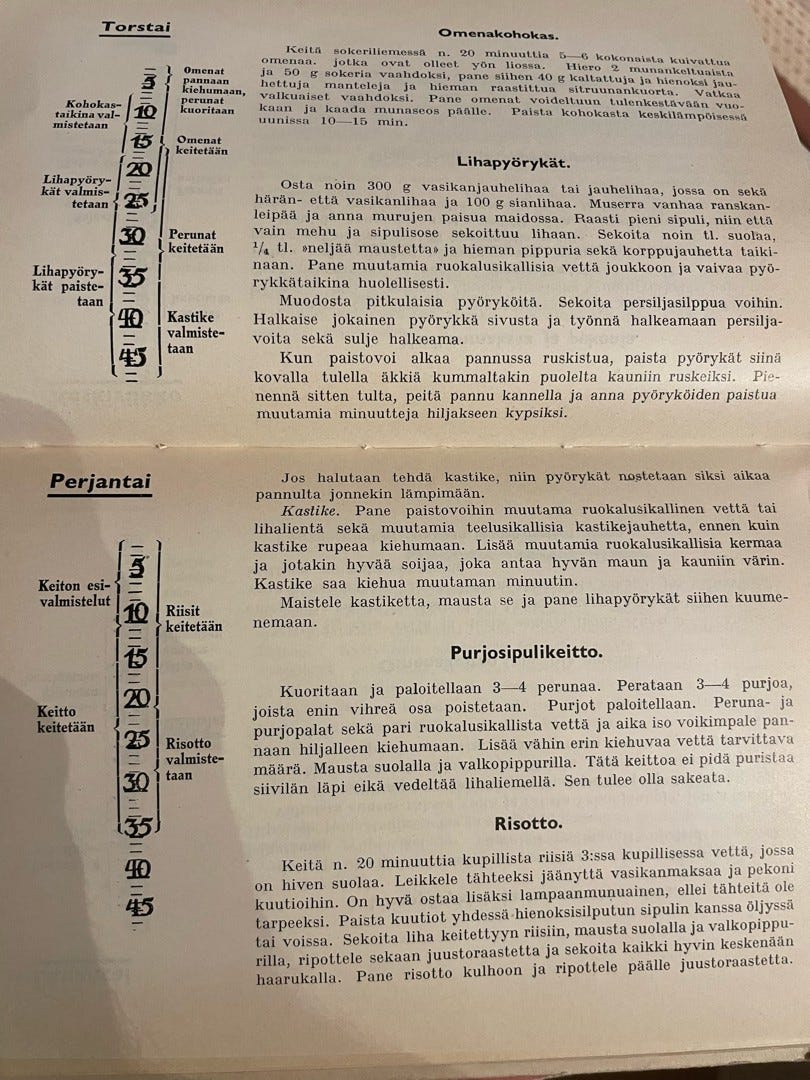 Torstai
5
10
15
20
25
30
35
40
45
Kohokas-
taikina val-
mistetaan
Lihapyöry-
kät valmis-
tetaan
Lihapyöry-
kät paiste-
taan
Omenat
pannaan
kiehumaan,
perunat
kuoritaan
Omenat
keitetään
Perunat
keitetään
Kastike
valmiste-
taan
Omenakohokas.
Keitä sokeriliemessä n. 20 minuuttia 5—6 kokonaista kuivattua
omenaa. jotka ovat olleet yön liossa. Hiero 2 munankeltuaista
ja 50 g sokeria vaahdoksi, pane siihen 40 g kaltattuja ja hienoksi jau-
hettuja manteleja ja hieman raastittua sitruunankuorta. Vatkaa
valkuaiset vaahdoksi. Pane omenat voideltuun tulenkestävään vuo-
kaan ja kaada munaseos päälle. Paista kohokasta keskilämpöisessä
uunissa 10—15 min.
Lihapyörykät.
Osta noin 300 g vasikanjauhelihaa tai jauhelihaa, jossa on sekä
härän- että vasikanlihaa ja 100 g sianlihaa. Muserra vanhaa ranskan-
leipää ja anna murujen paisua maidossa. Raasti pieni sipuli, niin että
vain mehu ja sipulisose sekoittuu lihaan. Sekoita noin tl. suolaa,
¼ tl. »neljää maustetta» ja hieman pippuria sekä korppujauhetta taiki-
naan. Pane muutamia ruokalusikallisia vettä joukkoon ja vaivaa pyö-
rykkätaikina huolellisesti.
Muodosta pitkulaisia pyöryköitä. Sekoita persiljasilppua voihin.
Halkaise jokainen pyörykkä sivusta ja työnnä halkeamaan persilja-
voita sekä sulje halkeama.
Kun paistovoi alkaa pannussa ruskistua, paista pyörykät siinä
kovalla tulella äkkiä kummaltakin puolelta kauniin ruskeiksi. Pie-
nennä sitten tulta, peitä pannu kannella ja anna pyöryköiden paistua
muutamia minuutteja hiljakseen kypsiksi.
Perjantai
5
10
15
20
25
30
35
40
45
Keiton esi-
valmistelut
Keitto
keitetään
Riisit
keitetään
Risotto
valmiste-
taan
Jos halutaan tehdä kastike, niin pyörykät nostetaan siksi aikaa
pannulta jonnekin lämpimään.
Kastike. Pane paistovoihin muutama ruokalusikallinen vettä tai
lihalientä sekä muutamia teelusikallisia kastikejauhetta, ennen kuin
kastike rupeaa kiehumaan. Lisää muutamia ruokalusikallisia kermaa
ja jotakin hyvää soijaa, joka antaa hyvän maun ja kauniin värin.
Kastike saa kiehua muutaman minuutin.
Maistele kastiketta, mausta se ja pane lihapyörykät siihen kuume-
nemaan.
Purjosipulikeitto.
Kuoritaan ja paloitellaan 3—4 perunaa. Perataan 3—4 purjoa,
joista enin vihreä osa poistetaan. Purjot paloitellaan. Peruna- ja
purjopalat sekä pari ruokalusikallista vettä ja aika iso voikimpale pan-
naan hiljalleen kiehumaan. Lisää vähin erin kiehuvaa vettä tarvittava
määrä. Mausta suolalla ja valkopippurilla. Tätä keittoa ei pidä puristaa
siivilän läpi eikä vedeltää lihaliemellä. Sen tulee olla sakeata.
Risotto.
Keitä n. 20 minuuttia kupillista riisiä 3:ssa kupillisessa vettä, jossa
on hiven suolaa. Leikkele tähteeksi jäänyttä vasikanmaksaa ja pekoni
kuutioihin. On hyvä ostaa lisäksi lampaanmunuainen, ellei tähteitä ole
tarpeeksi. Paista kuutiot yhdessä hienoksisilputun sipulin kanssa öljyssä
tai voissa. Sekoita liha keitettyyn riisiin, mausta suolalla ja valkopippu-
rilla, ripottele sekaan juustoraastetta ja sekoita kaikki hyvin keskenään
haarukalla. Pane risotto kulhoon ja ripottele päälle juustoraastetta.